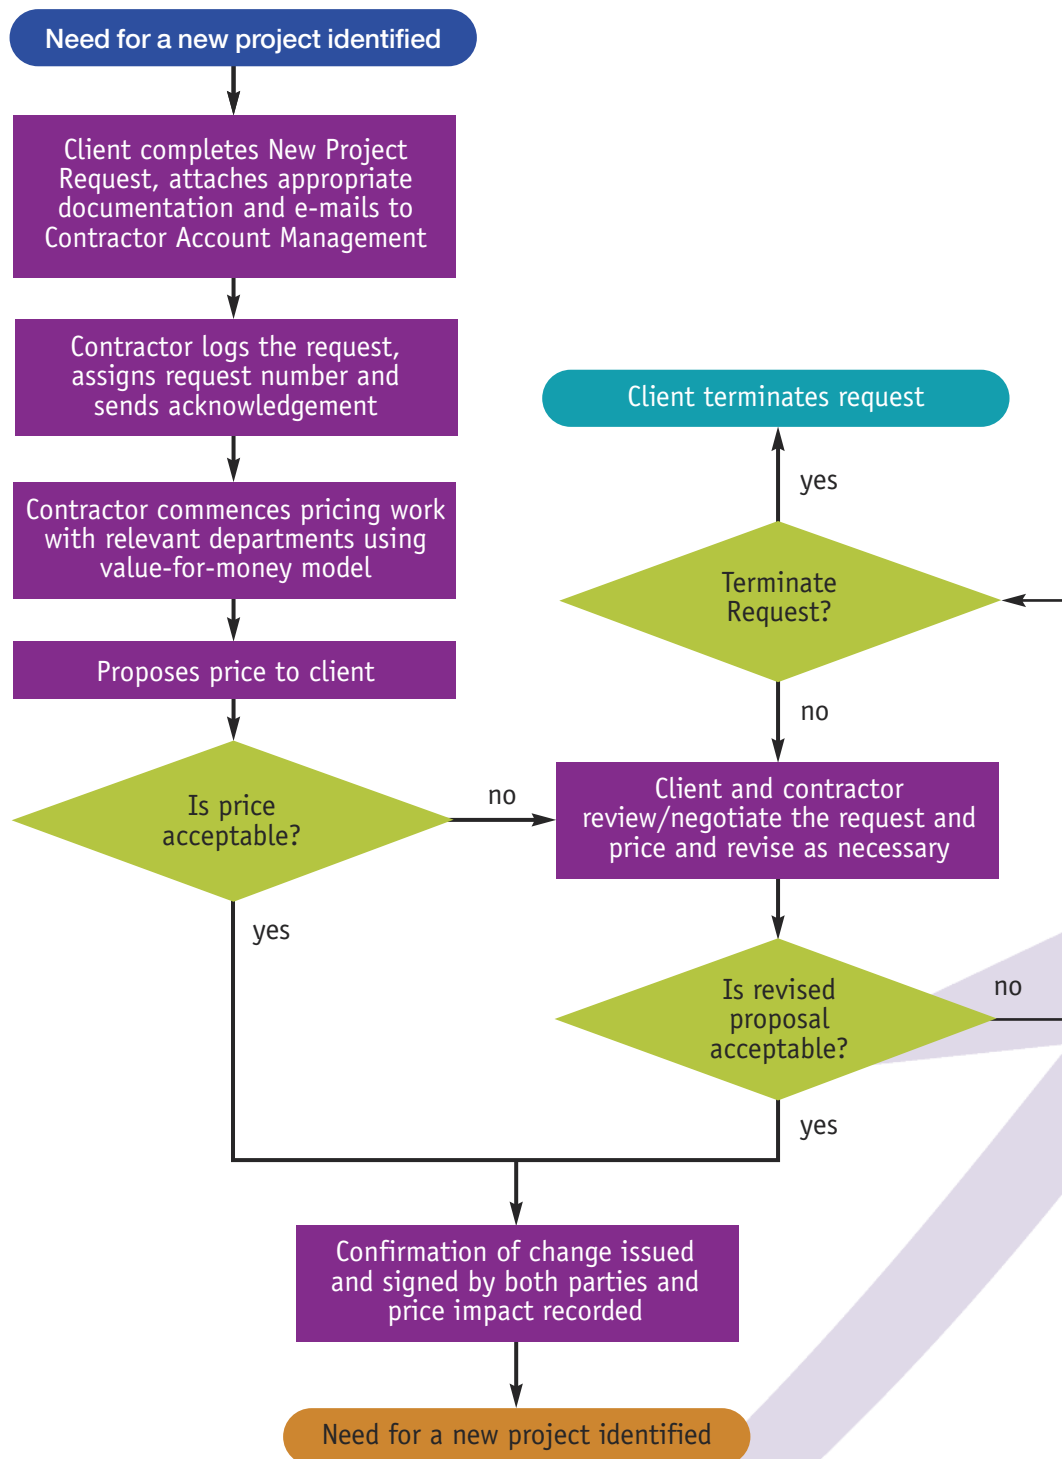 Need for a new project identified
Client completes New Project
Request, attaches appropriate
documentation and e-mails to
Contractor Account Management
Contractor logs the request,
assigns request number and
sends acknowledgement
Contractor commences pricing work
with relevant departments using
value-for-money model
Proposes price to client
Is price
acceptable?
no
yes
Client terminates request
yes
Terminate
Request?
no
Client and contractor
review/negotiate the request and
price and revise as necessary
Is revised
proposal
acceptable?
no
yes
Confirmation of change issued
and signed by both parties and
price impact recorded
Need for a new project identified